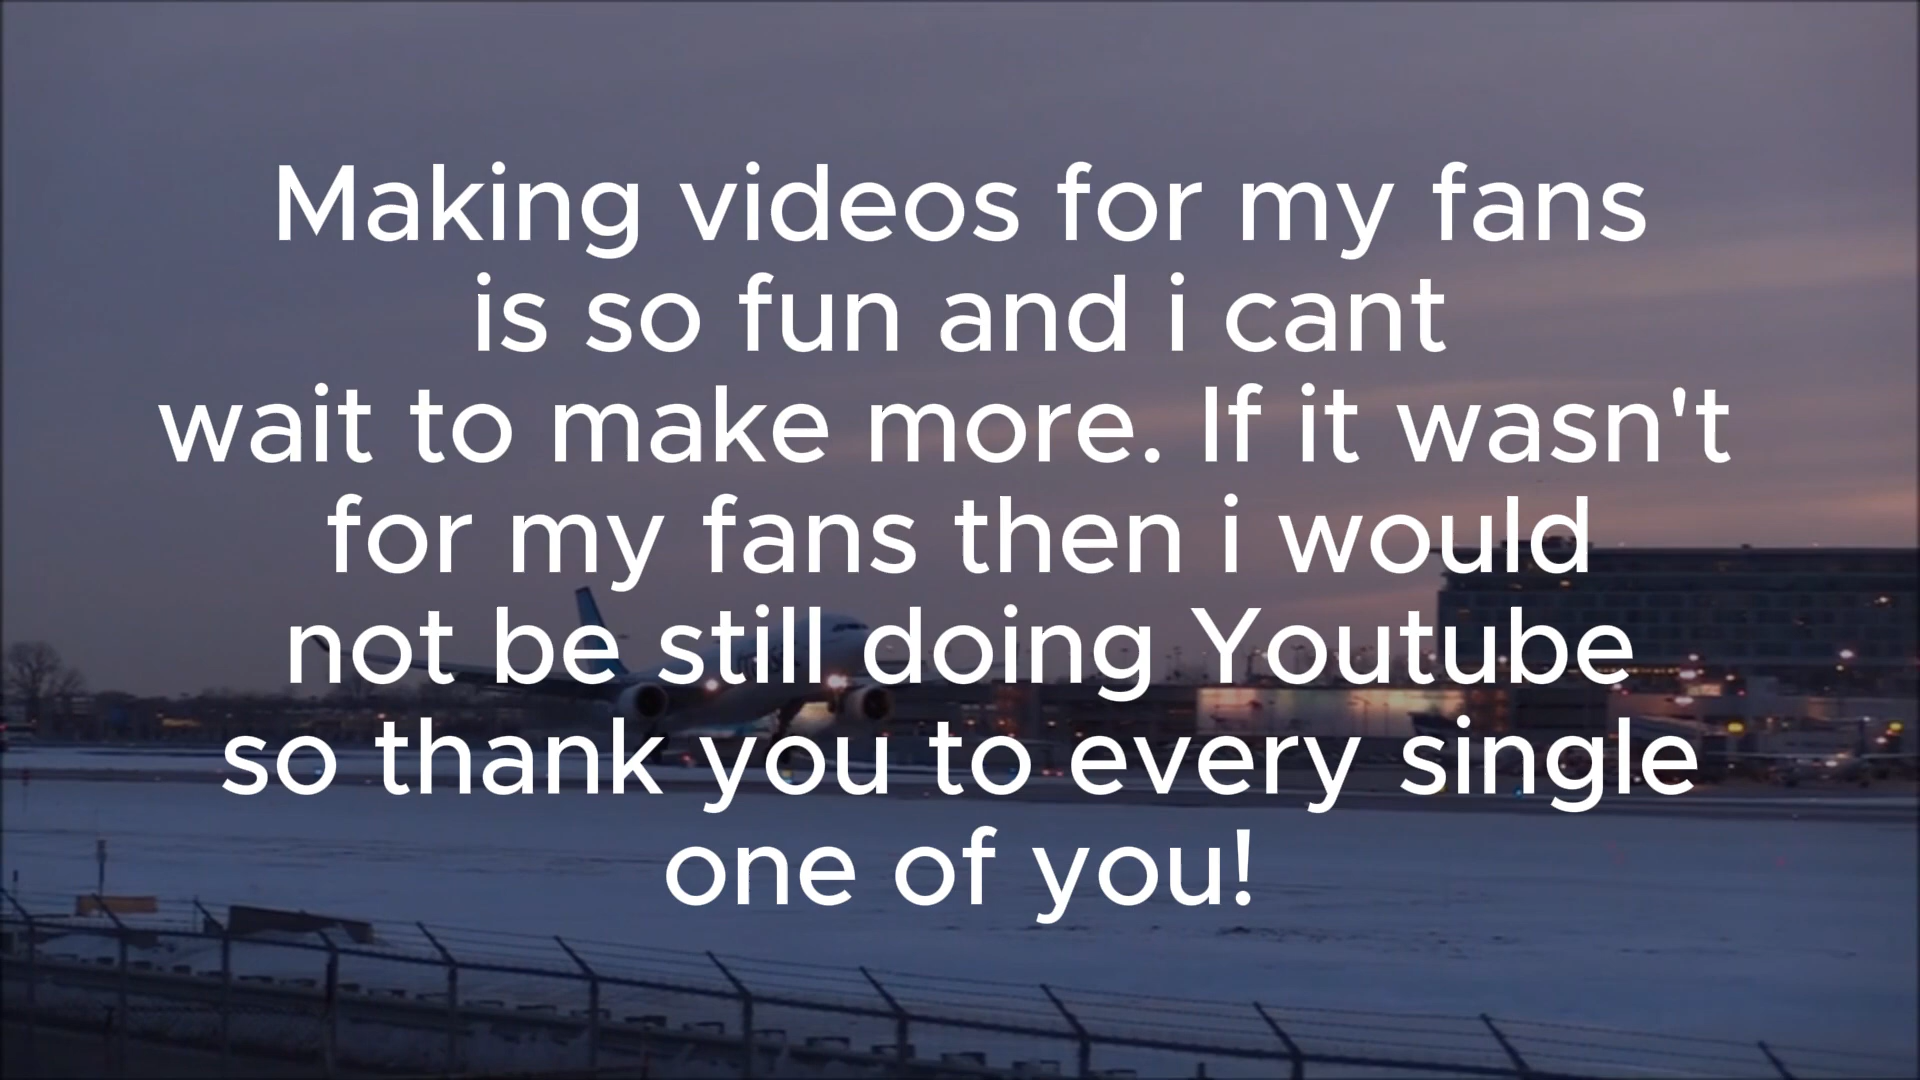 Making videos for my fans
is so fun and i cant
wait to make more. If it wasn't
for my fans then i would
not be still doing Youtube
so thank you to every single
one of you!